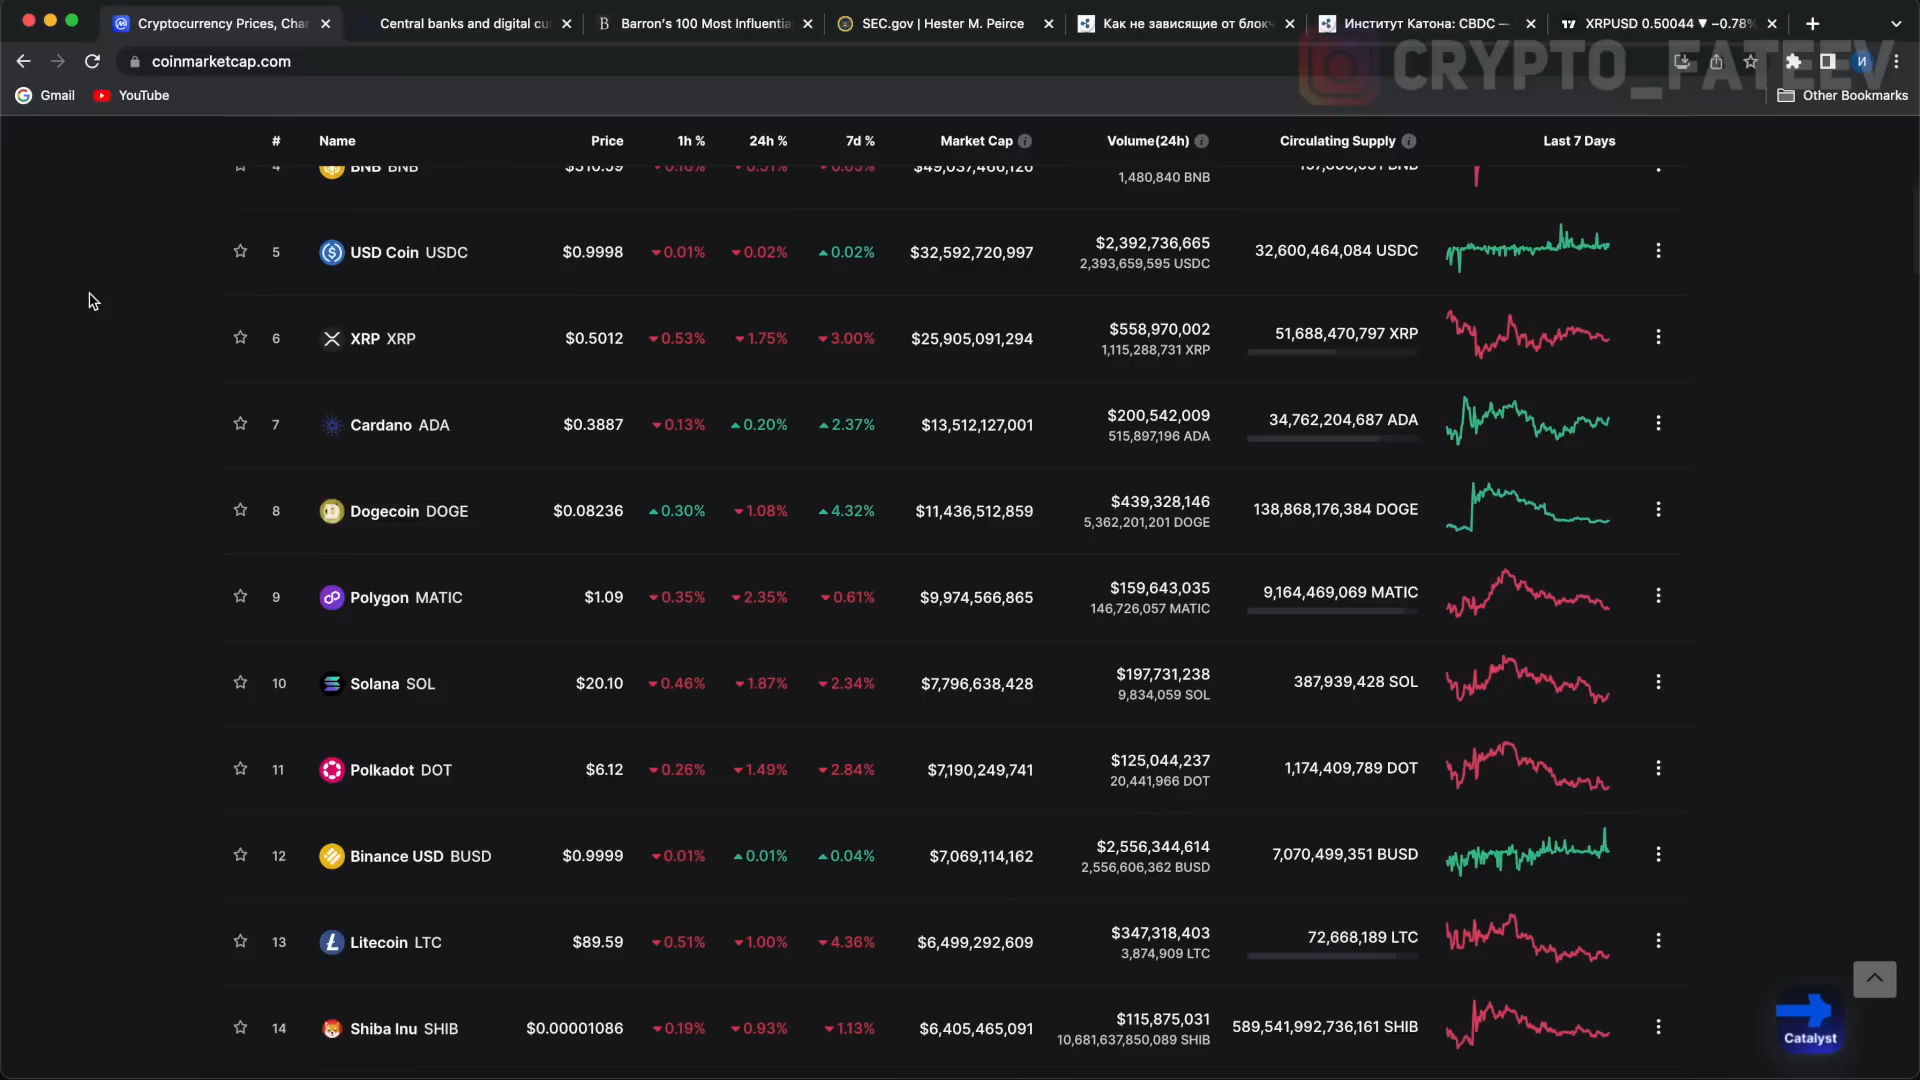 Cryptocurrency Prices, Cha
Central banks and digital cu
Barron's 100 Most Influentia
SEC.gov | Hester M. Peirce
Как не зависящие от блокч
Институт Катона: CBDC —
XRPUSD 0.50044 ▼ −0.78%
coinmarketcap.com
CRYPTO_FATEEV
Gmail
YouTube
Other Bookmarks
# Name Price 1h % 24h % 7d % Market Cap Volume(24h) Circulating Supply Last 7 Days
4 BNB BNB
1,480,840 BNB
5 USD Coin USDC $0.9998 0.01% 0.02% 0.02% $32,592,720,997 $2,392,736,665 32,600,464,084 USDC
2,393,659,595 USDC
6 XRP XRP $0.5012 0.53% 1.75% 3.00% $25,905,091,294 $558,970,002 51,688,470,797 XRP
1,115,288,731 XRP
7 Cardano ADA $0.3887 0.13% 0.20% 2.37% $13,512,127,001 $200,542,009 34,762,204,687 ADA
515,897,196 ADA
8 Dogecoin DOGE $0.08236 0.30% 1.08% 4.32% $11,436,512,859 $439,328,146 138,868,176,384 DOGE
5,362,201,201 DOGE
9 Polygon MATIC $1.09 0.35% 2.35% 0.61% $9,974,566,865 $159,643,035 9,164,469,069 MATIC
146,726,057 MATIC
10 Solana SOL $20.10 0.46% 1.87% 2.34% $7,796,638,428 $197,731,238 387,939,428 SOL
9,834,059 SOL
11 Polkadot DOT $6.12 0.26% 1.49% 2.84% $7,190,249,741 $125,044,237 1,174,409,789 DOT
20,441,966 DOT
12 Binance USD BUSD $0.9999 0.01% 0.01% 0.04% $7,069,114,162 $2,556,344,614 7,070,499,351 BUSD
2,556,606,362 BUSD
13 Litecoin LTC $89.59 0.51% 1.00% 4.36% $6,499,292,609 $347,318,403 72,668,189 LTC
3,874,909 LTC
14 Shiba Inu SHIB $0.00001086 0.19% 0.93% 1.13% $6,405,465,091 $115,875,031 589,541,992,736,161 SHIB
10,681,637,850,089 SHIB
Catalyst